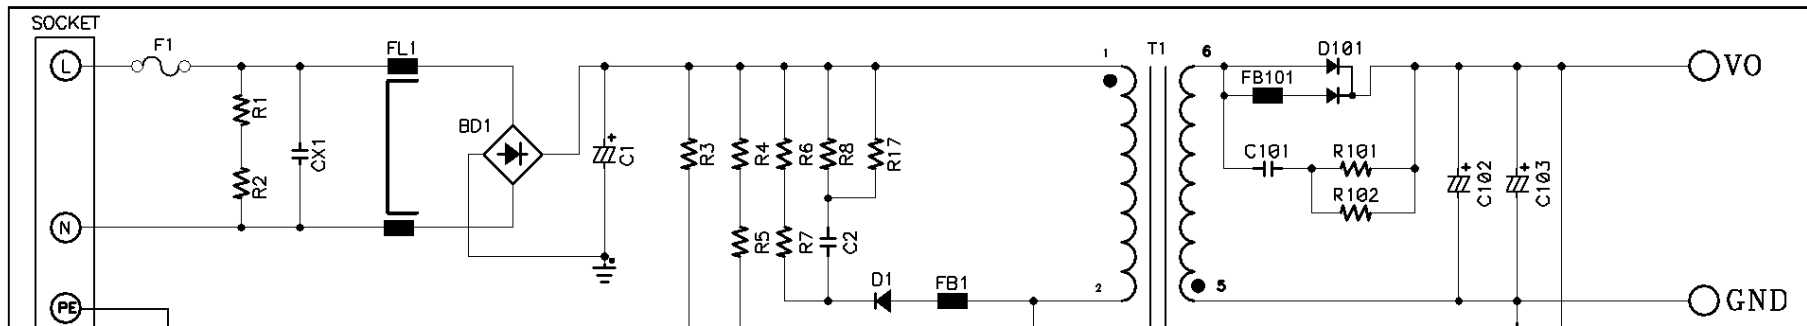 SOCKET
L
F1
FL1
1
T1
6
D101
VO
FB101
R1
CX1
BD1
+
C1
R3
R4
R6
R8
R17
C101
R101
R2
R102
+
C102
+
C103
N
R5
R7
C2
D1
FB1
2
5
PE
GND